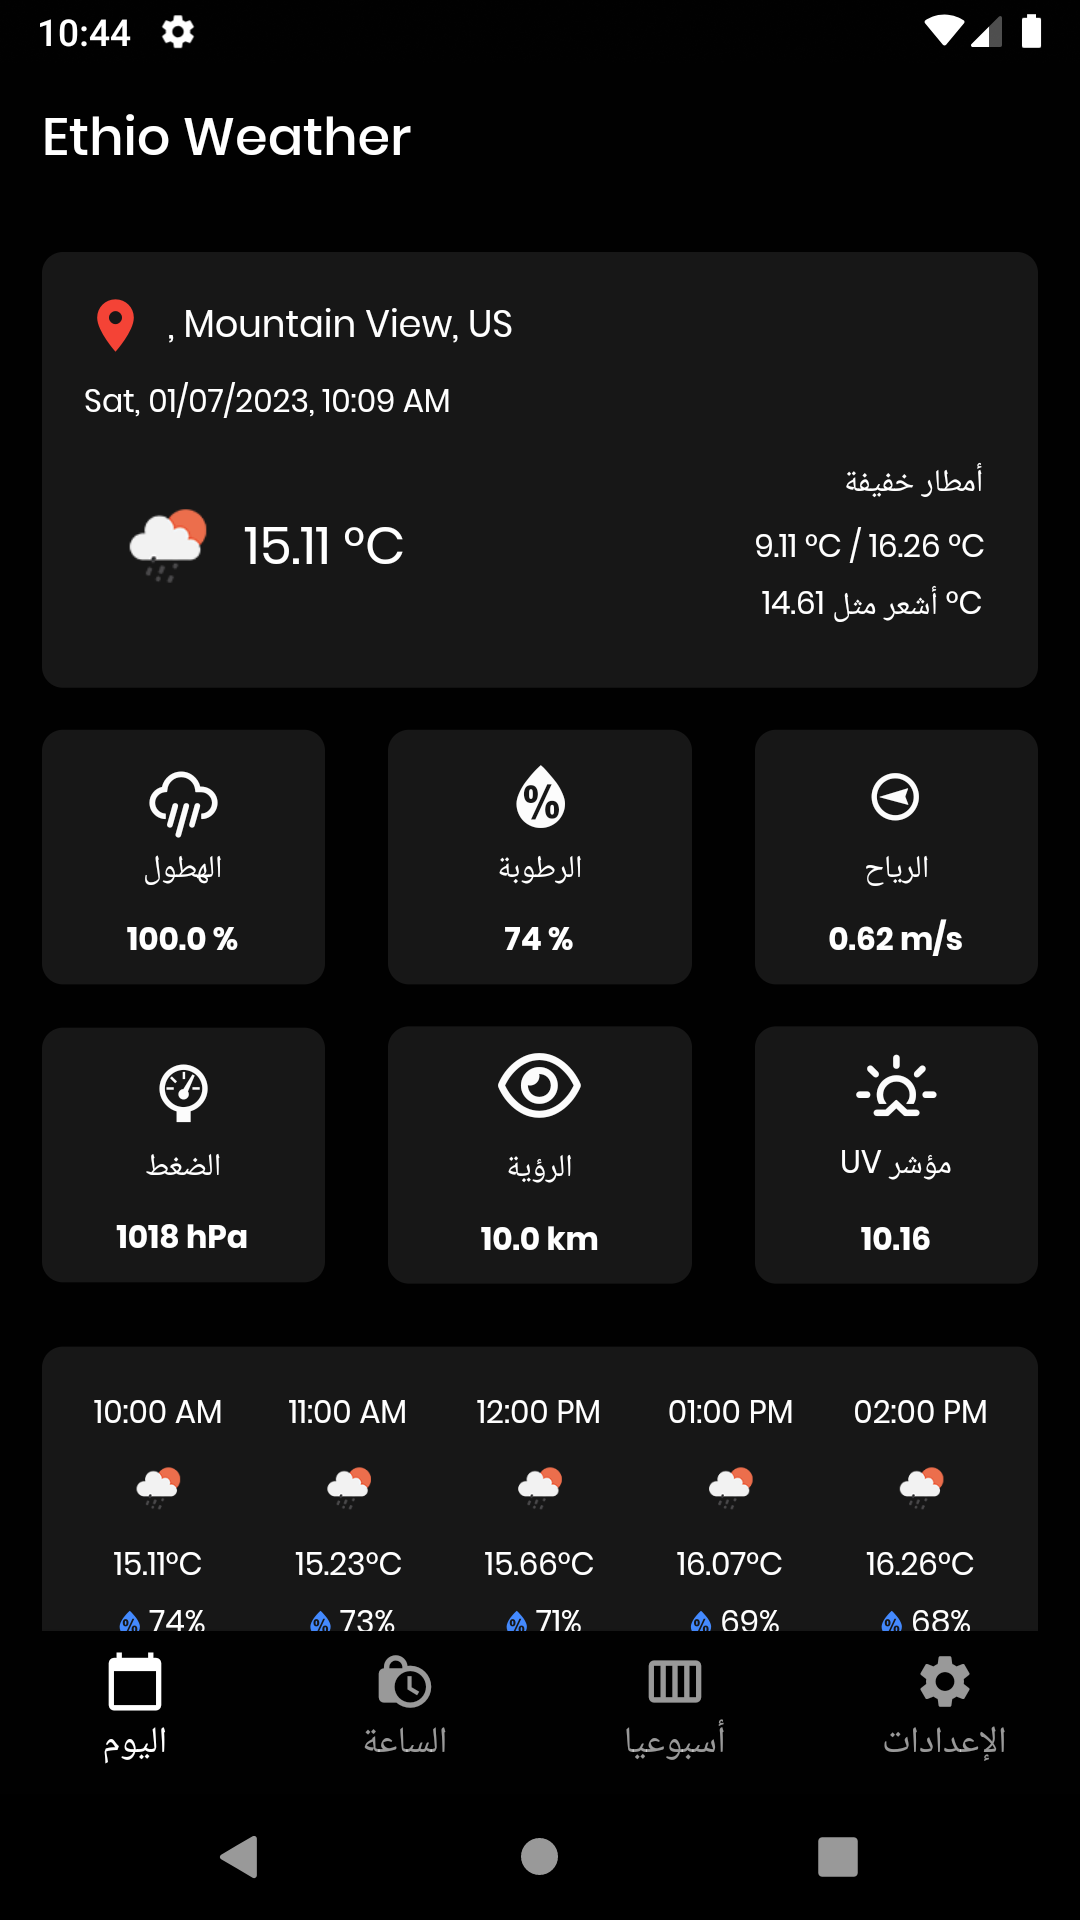 10:44
Ethio Weather
, Mountain View, US
Sat, 01/07/2023, 10:09 AM
أمطار خفيفة
15.11 °C
9.11 °C / 16.26 °C
14.61 أشعر مثل °C
الهطول
الرطوبة
الرياح
100.0 %
74 %
0.62 m/s
الضغط
الرؤية
مؤشر UV
1018 hPa
10.0 km
10.16
10:00 AM 11:00 AM 12:00 PM 01:00 PM 02:00 PM
15.11°C 15.23°C 15.66°C 16.07°C 16.26°C
74% 73% 71% 69% 68%
اليوم
الساعة
أسبوعيا
الإعدادات